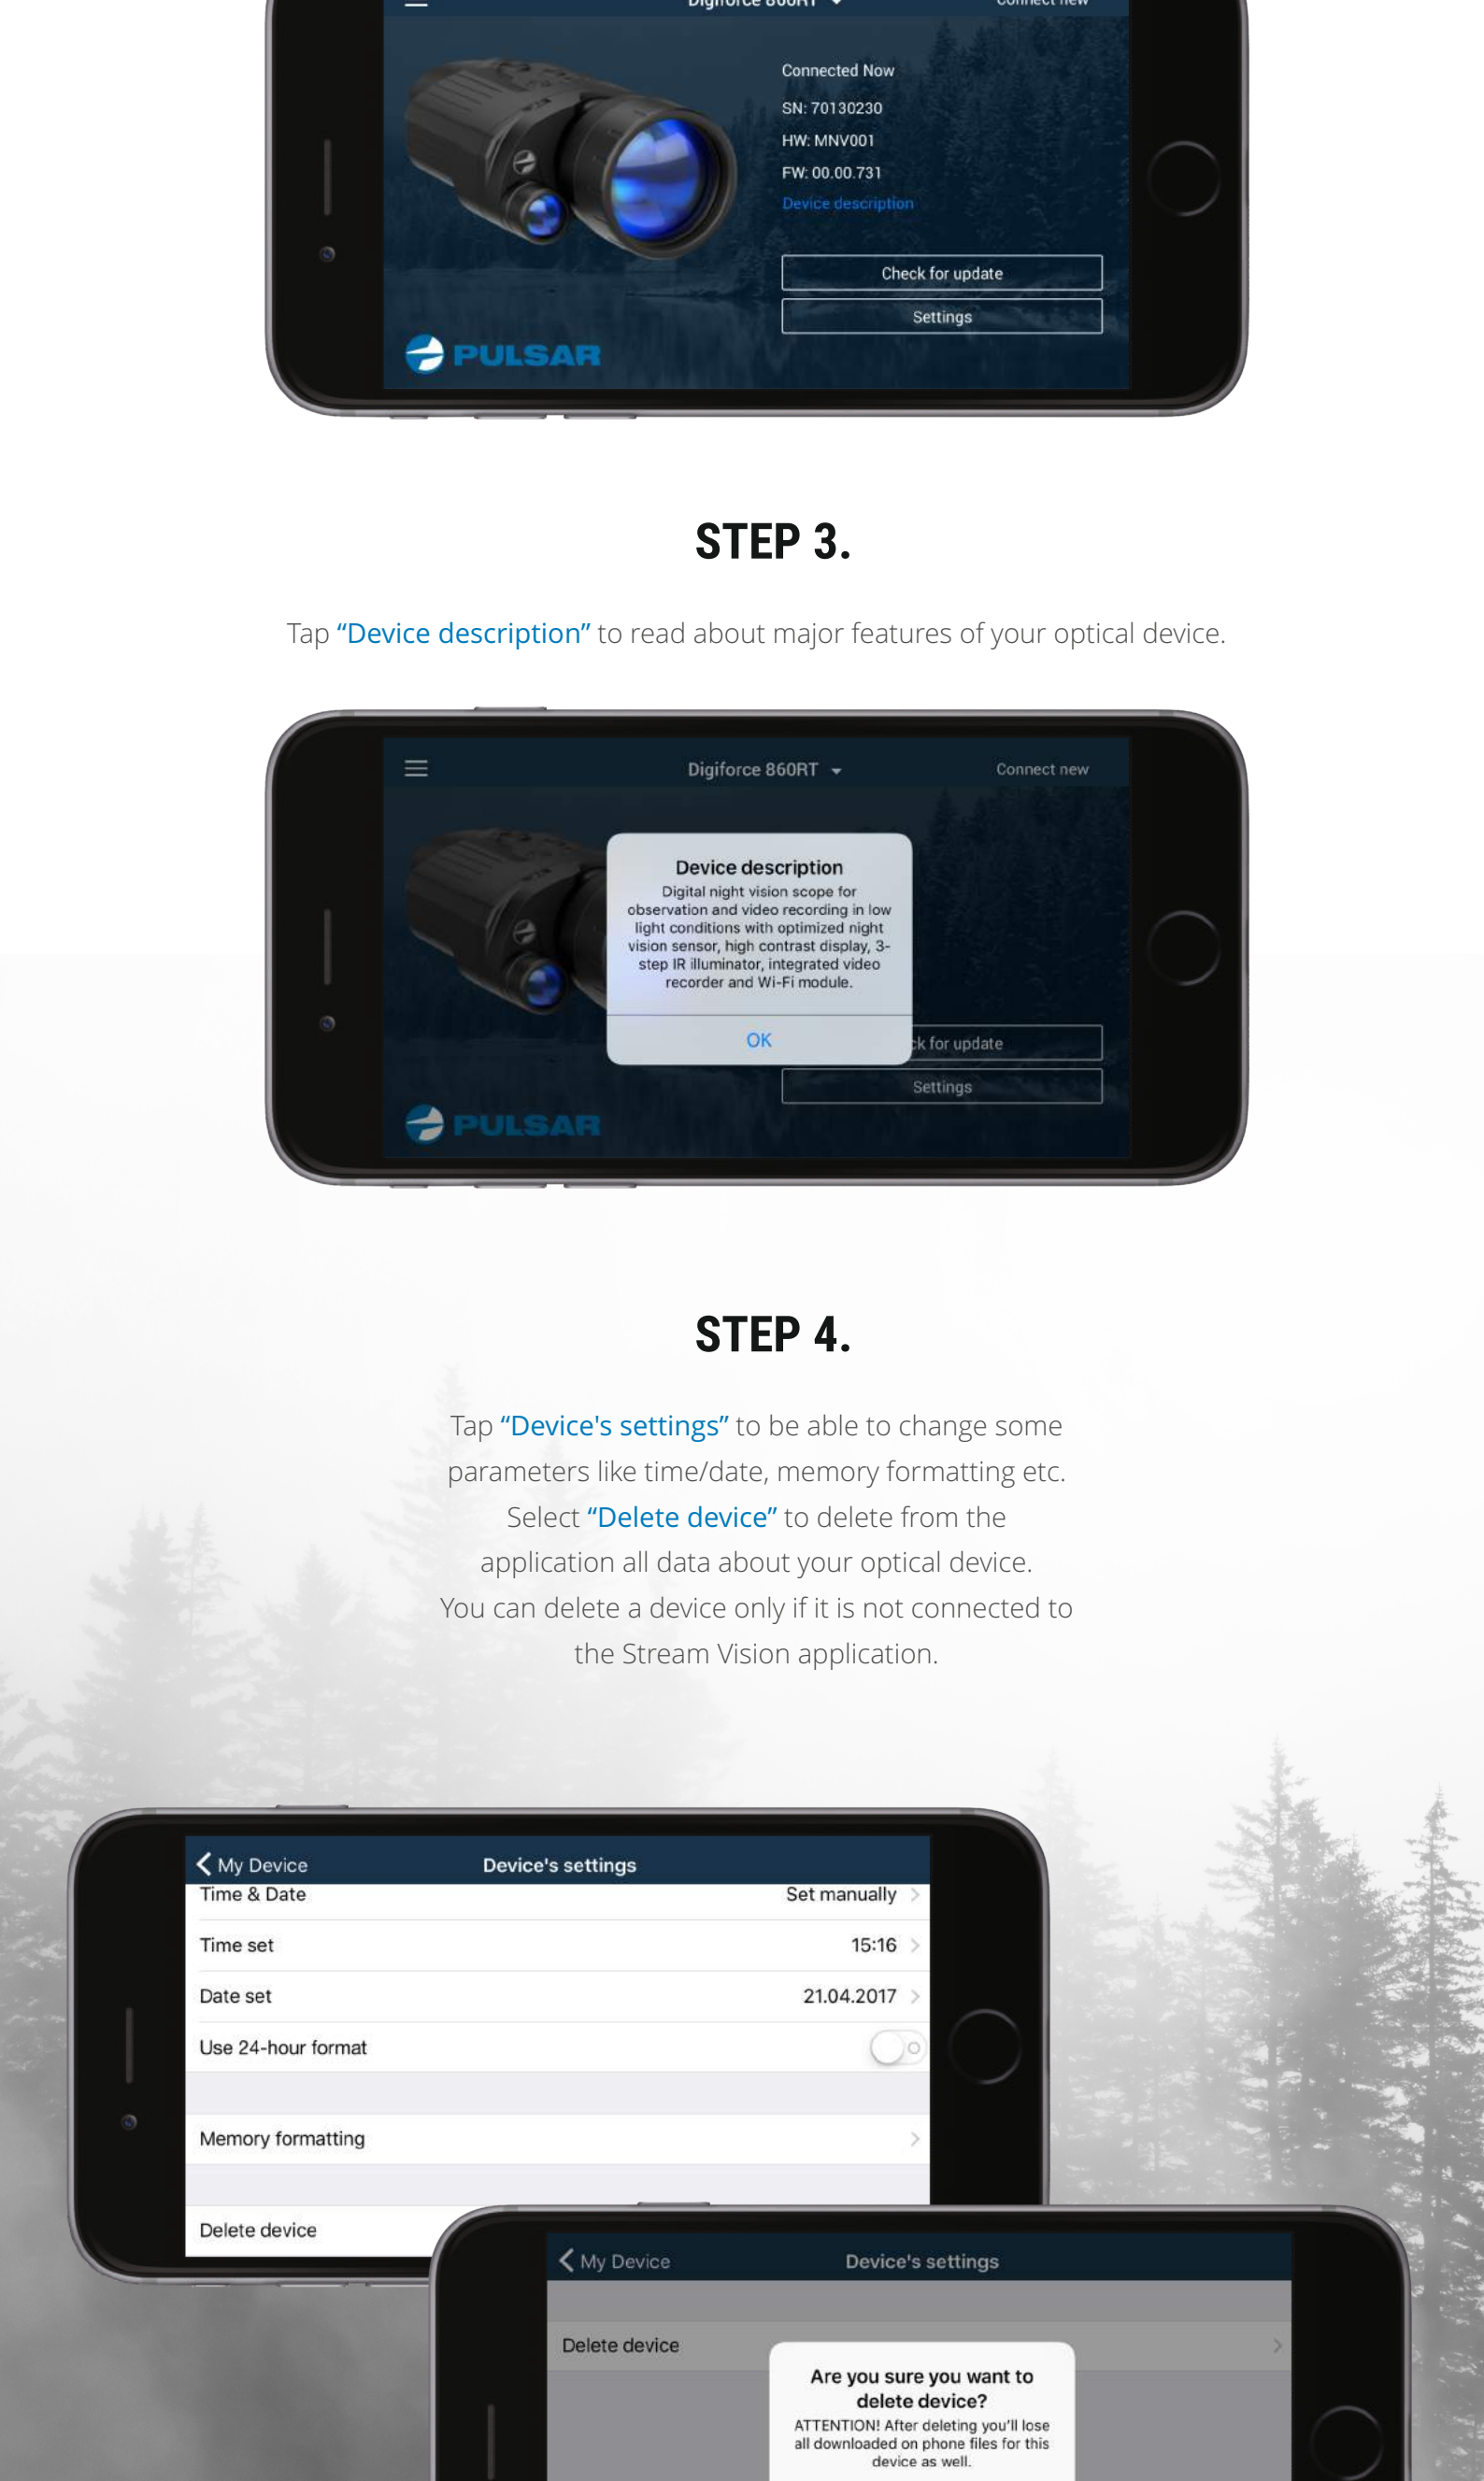 Digiforce 860RT
Connect new
Connected Now
SN: 70130230
HW: MNV001
FW: 00.00.731
Device description
Check for update
Settings
PULSAR
STEP 3.
Tap “Device description” to read about major features of your optical device.
Digiforce 860RT
Connect new
Device description
Digital night vision scope for
observation and video recording in low
light conditions with optimized night
vision sensor, high contrast display, 3-
step IR illuminator, integrated video
recorder and Wi-Fi module.
OK
ck for update
Settings
PULSAR
STEP 4.
Tap “Device's settings” to be able to change some
parameters like time/date, memory formatting etc.
Select “Delete device” to delete from the
application all data about your optical device.
You can delete a device only if it is not connected to
the Stream Vision application.
My Device
Device's settings
Time & Date
Set manually
Time set
15:16
Date set
21.04.2017
Use 24-hour format
Memory formatting
Delete device
My Device
Device's settings
Delete device
Are you sure you want to
delete device?
ATTENTION! After deleting you'll lose
all downloaded on phone files for this
device as well.